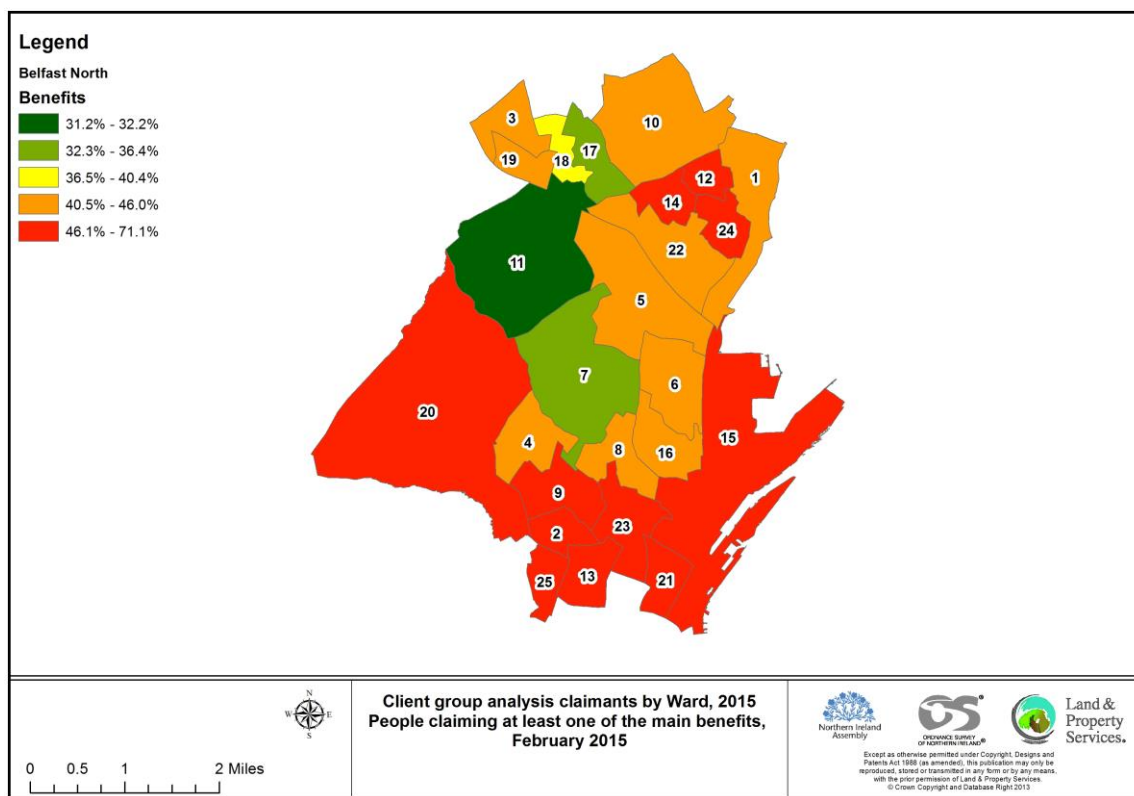 Legend
Belfast North
Benefits
31.2% - 32.2%
32.3% - 36.4%
36.5% - 40.4%
40.5% - 46.0%
46.1% - 71.1%
3
10
17
18
19
12
1
14
24
22
11
5
7
6
20
15
4
8
16
9
23
2
13
21
25
0 0.5 1 2 Miles
N
W E
S
Client group analysis claimants by Ward, 2015
People claiming at least one of the main benefits,
February 2015
Northern Ireland
Assembly
OS®
ORDNANCE SURVEY
OF NORTHERN IRELAND®
Land &
Property
Services.
Except as otherwise permitted under Copyright, Designs and
Patents Act 1988 (as amended), this publication may only be
reproduced, stored or transmitted in any form or by any means,
with the prior permission of Land & Property Services.
© Crown Copyright and Database Right 2013